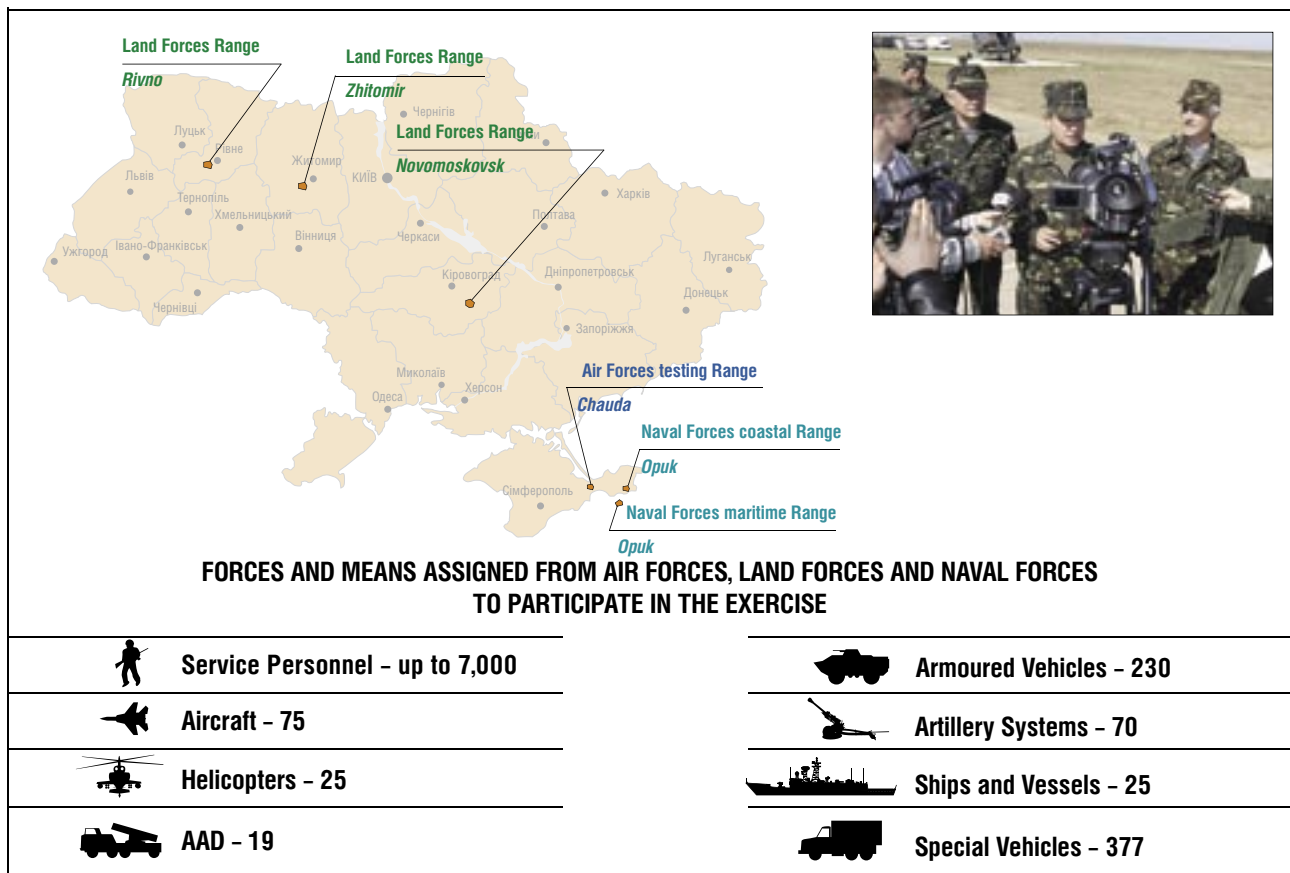 Land Forces Range
Rivno
Land Forces Range
Zhitomir
Land Forces Range
Novomoskovsk
Чернігів
Луцьк
Рівне
Житомир
КИЇВ
Львів
Тернопіль
Хмельницький
Харків
Полтава
Черкаси
Вінниця
Ужгород
Івано-Франківськ
Луганськ
Кіровоград
Дніпропетровськ
Чернівці
Донецьк
Запоріжжя
Миколаїв
Херсон
Одеса
Air Forces testing Range
Chauda
Naval Forces coastal Range
Opuk
Сімферополь
Naval Forces maritime Range
Opuk
FORCES AND MEANS ASSIGNED FROM AIR FORCES, LAND FORCES AND NAVAL FORCES
TO PARTICIPATE IN THE EXERCISE
Service Personnel – up to 7,000
Aircraft – 75
Helicopters – 25
AAD – 19
Armoured Vehicles – 230
Artillery Systems – 70
Ships and Vessels – 25
Special Vehicles – 377